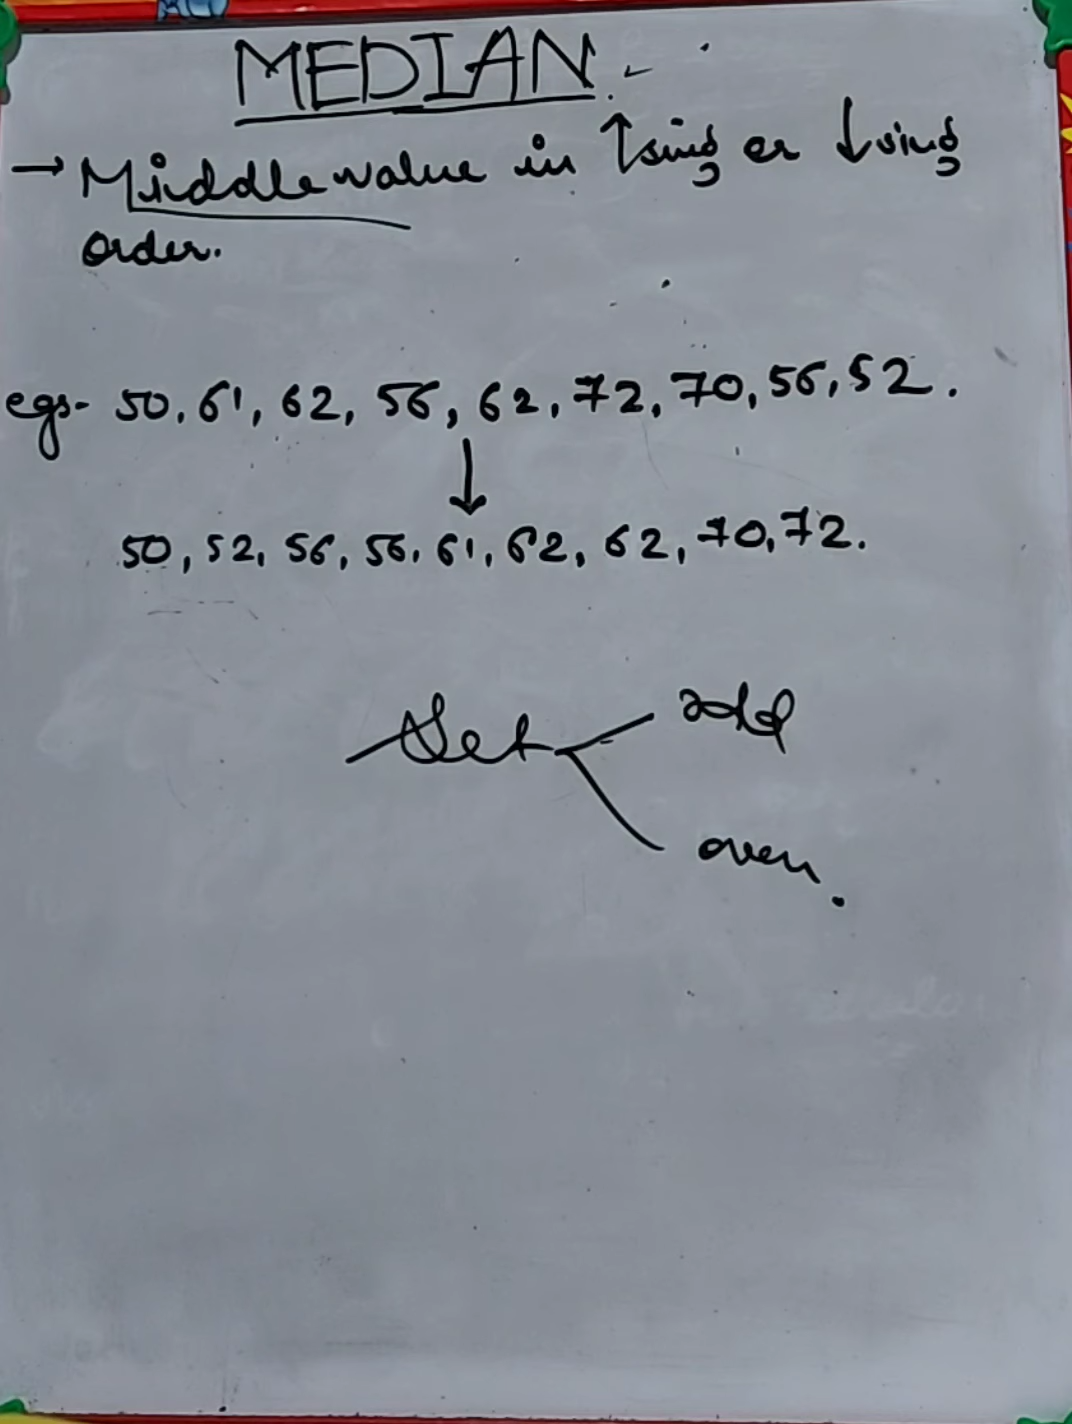 MEDIAN.
→ Middle value in ↑sing or ↓sing
order.
egs- 50, 61, 62, 56, 62, 72, 70, 56, 52.
↓
50, 52, 56, 56, 61, 62, 62, 70, 72.
Set odd
even.